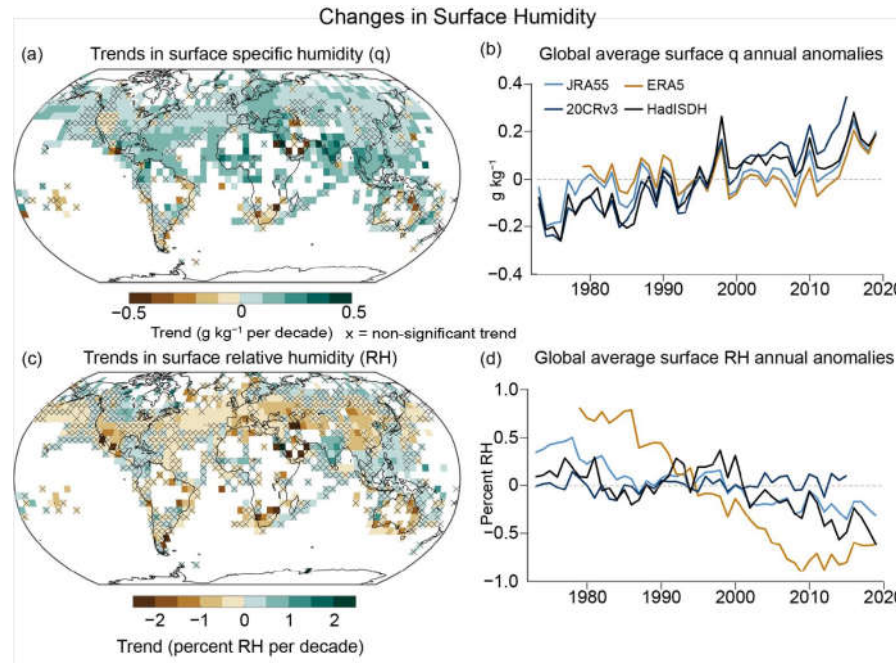 Changes in Surface Humidity
(a) Trends in surface specific humidity (q)
−0.5 0 0.5
Trend (g kg⁻¹ per decade) x = non-significant trend
(b) Global average surface q annual anomalies
JRA55 ERA5
20CRv3 HadISDH
g kg⁻¹
0.4
0.2
0
−0.2
−0.4
1980 1990 2000 2010 2020
(c) Trends in surface relative humidity (RH)
−2 −1 0 1 2
Trend (percent RH per decade)
(d) Global average surface RH annual anomalies
Percent RH
1.0
0.5
0
−0.5
−1.0
1980 1990 2000 2010 2020